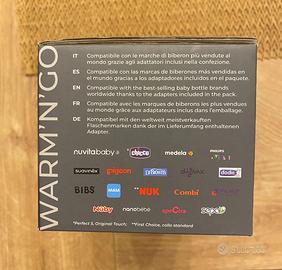 WARM'N'GO
IT Compatibile con le marche di biberon più vendute al
mondo grazie agli adattatori inclusi nella confezione.
ES Compatible con las marcas de biberones más vendidas en
el mundo gracias a los adaptadores incluidos en el paquete.
EN Compatible with the best-selling baby bottle brands
worldwide thanks to the adapters included in the pack.
FR Compatible avec les marques de biberons les plus vendues
au monde grâce aux adaptateurs inclus dans l'emballage.
DE Kompatibel mit den weltweit meistverkauften
Flaschenmarken dank der im Lieferumfang enthaltenen
Adapter.
nuvitababy chicco medela PHILIPS
suavinex pigeon dodie
BIBS MAM **NUK Combi
Nûby nanobébé spectra
*Perfect 5, Original Touch; **First Choice, collo standard